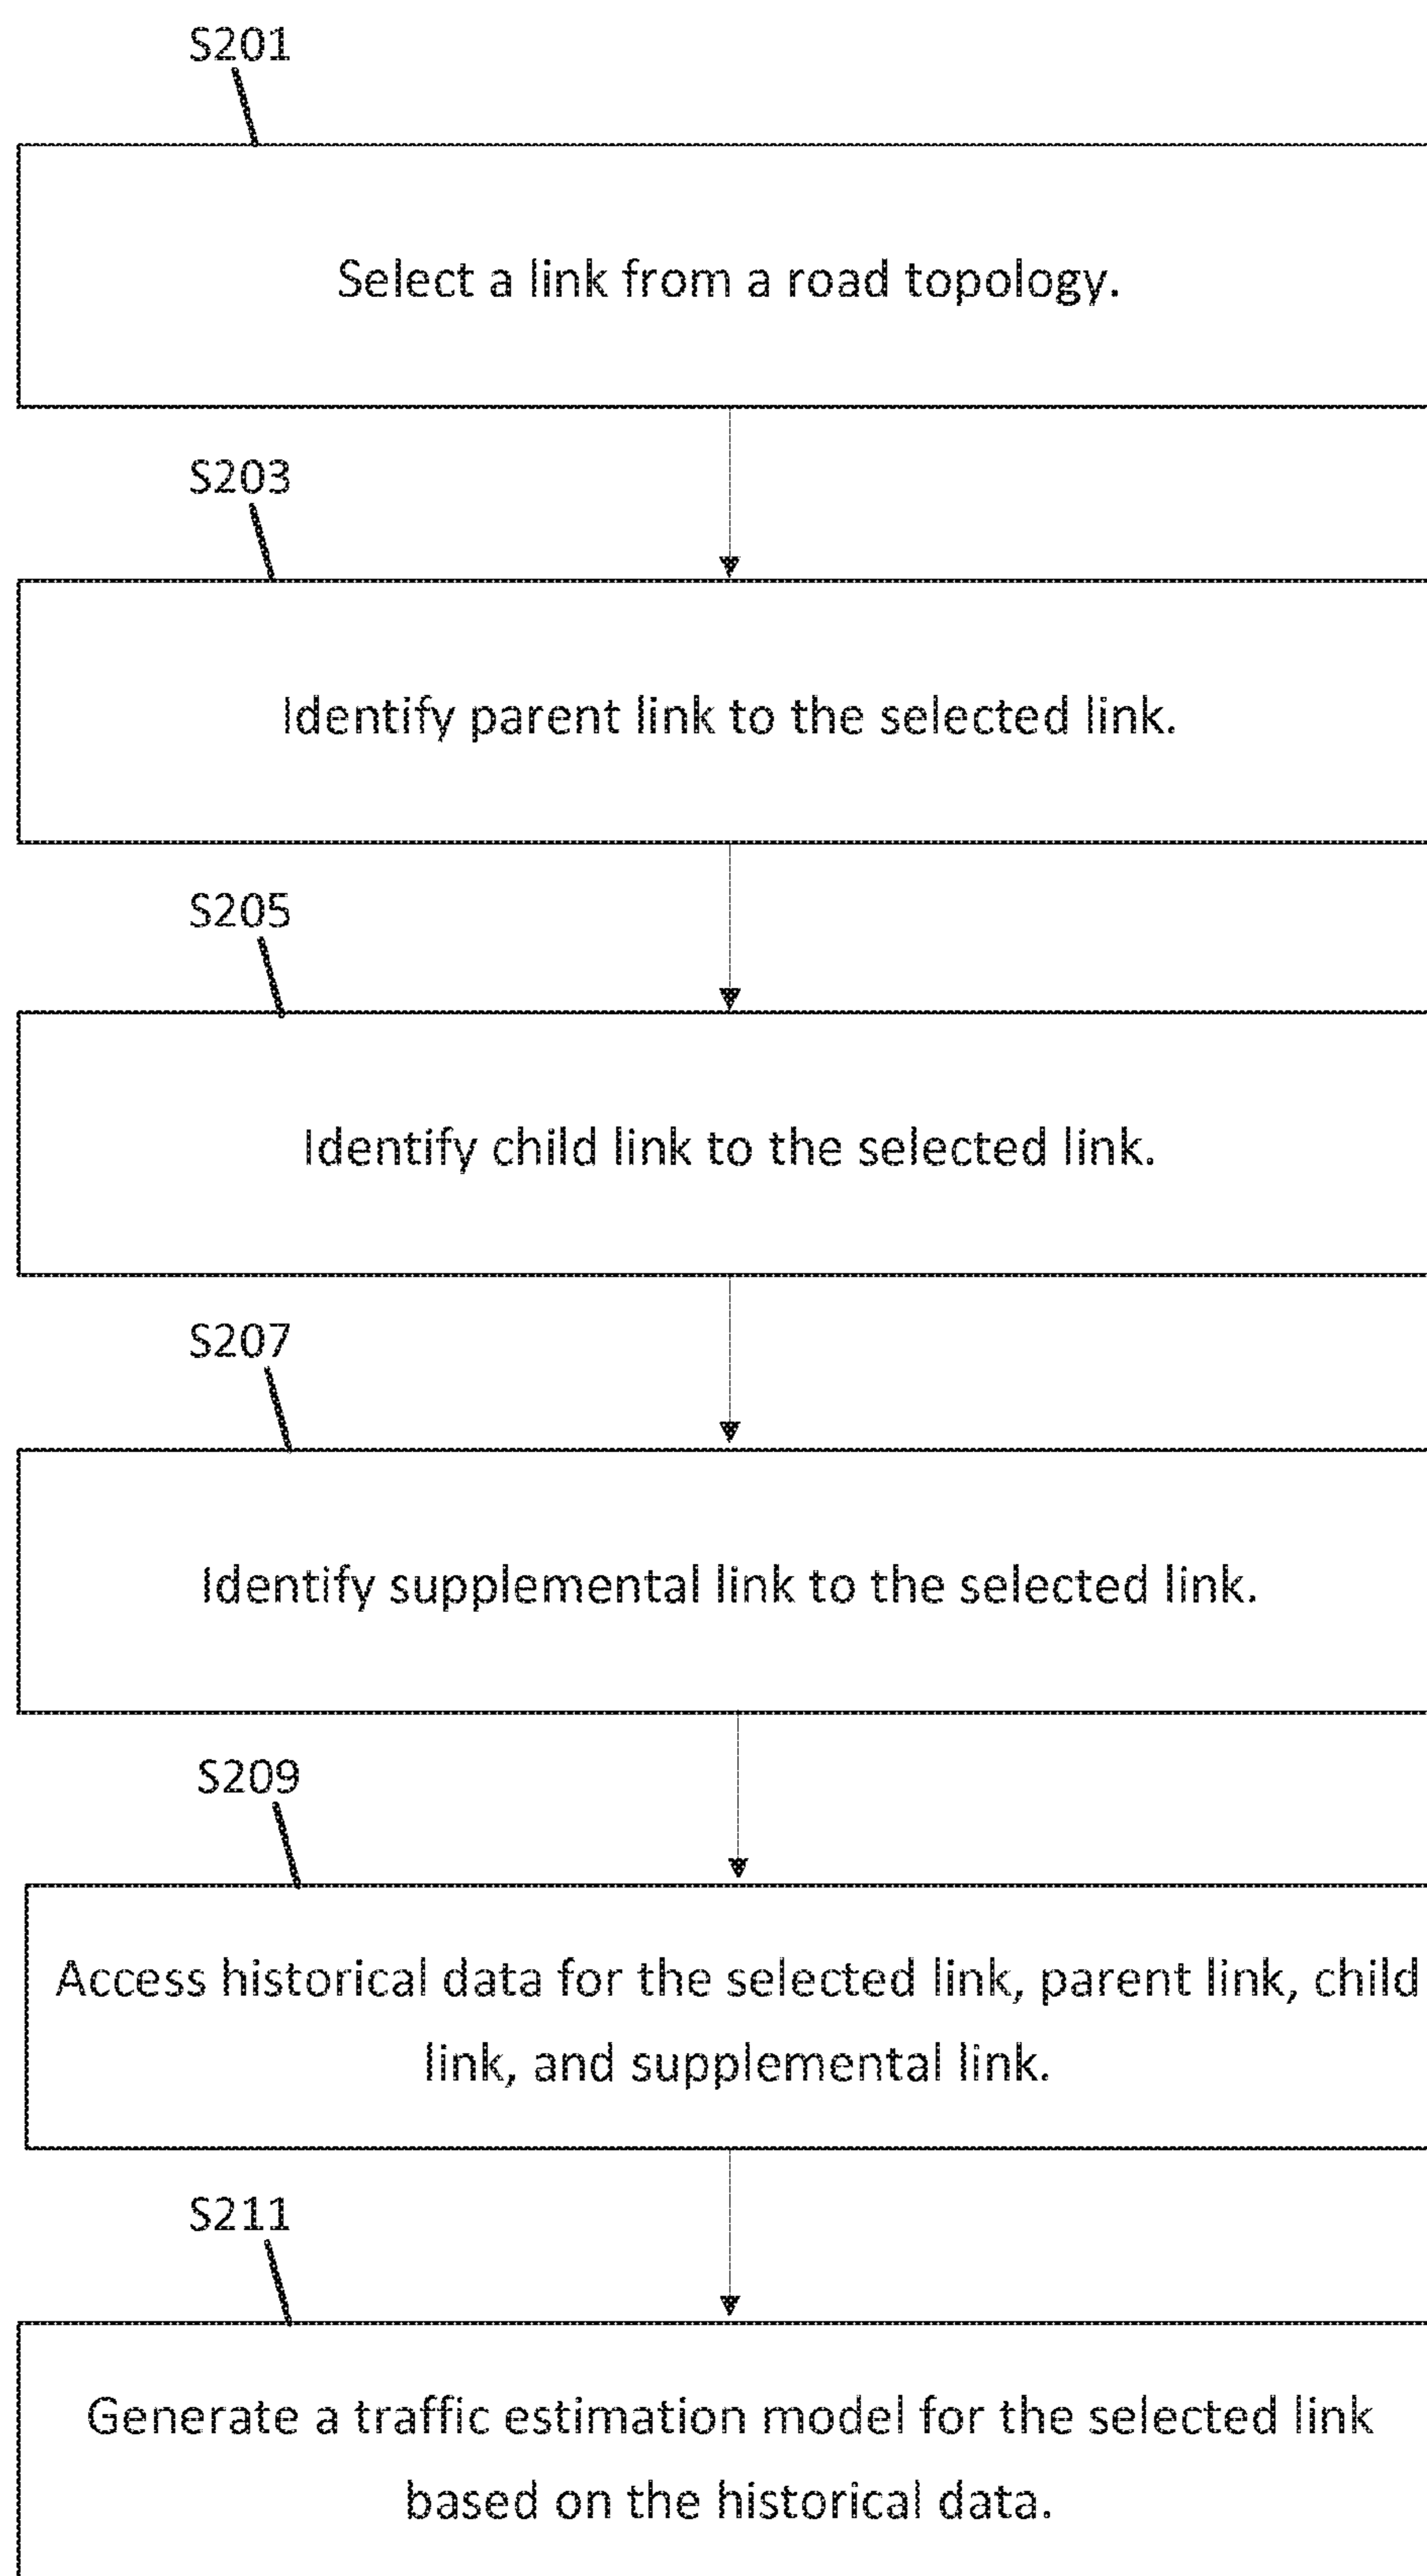 S201
Select a link from a road topology.
S203
Identify parent link to the selected link.
S205
Identify child link to the selected link.
S207
Identify supplemental link to the selected link.
S209
Access historical data for the selected link, parent link, child
link, and supplemental link.
S211
Generate a traffic estimation model for the selected link
based on the historical data.